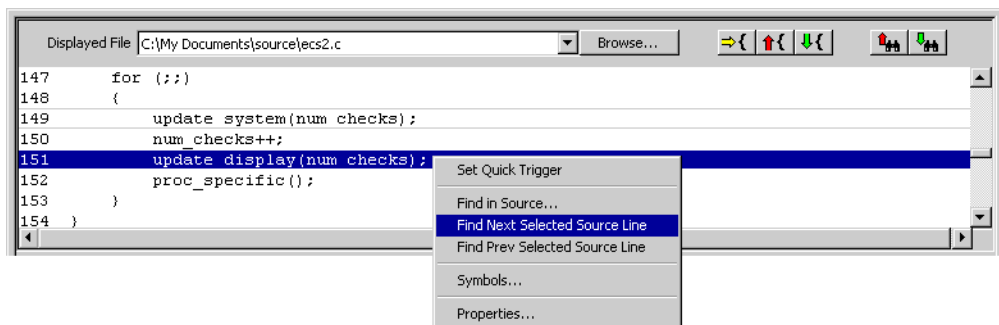 Displayed File C:\My Documents\source\ecs2.c Browse... { { {
147 for (;;)
148 {
149 update system(num checks);
150 num_checks++;
151 update display(num checks);
152 proc_specific();
153 }
154 }
Set Quick Trigger
Find in Source...
Find Next Selected Source Line
Find Prev Selected Source Line
Symbols...
Properties...